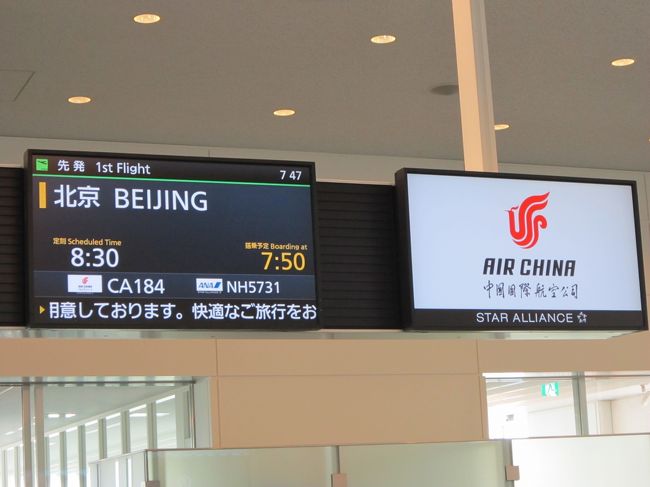 先発 1st Flight 7 47
北京 BEIJING
定刻 Scheduled Time 搭乗予定 Boarding at
8:30 7:50
CA184 ANA NH5731
用意しております。快適なご旅行をお
AIR CHINA
中国国際航空公司
STAR ALLIANCE